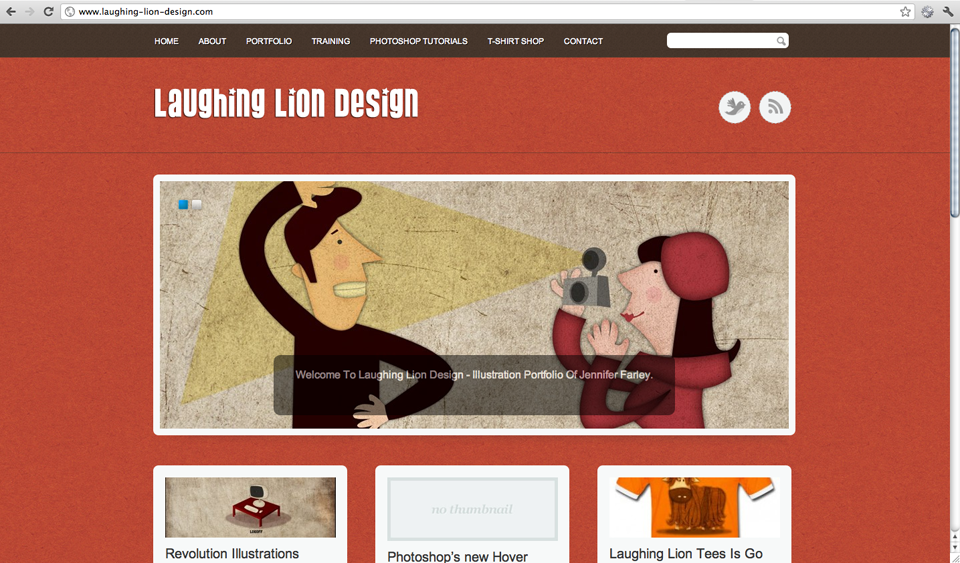 www.laughing-lion-design.com
HOME ABOUT PORTFOLIO TRAINING PHOTOSHOP TUTORIALS T-SHIRT SHOP CONTACT
Laughing Lion Design
Welcome To Laughing Lion Design - Illustration Portfolio Of Jennifer Farley.
no thumbnail
Revolution Illustrations
Photoshop's new Hover
Laughing Lion Tees Is Go